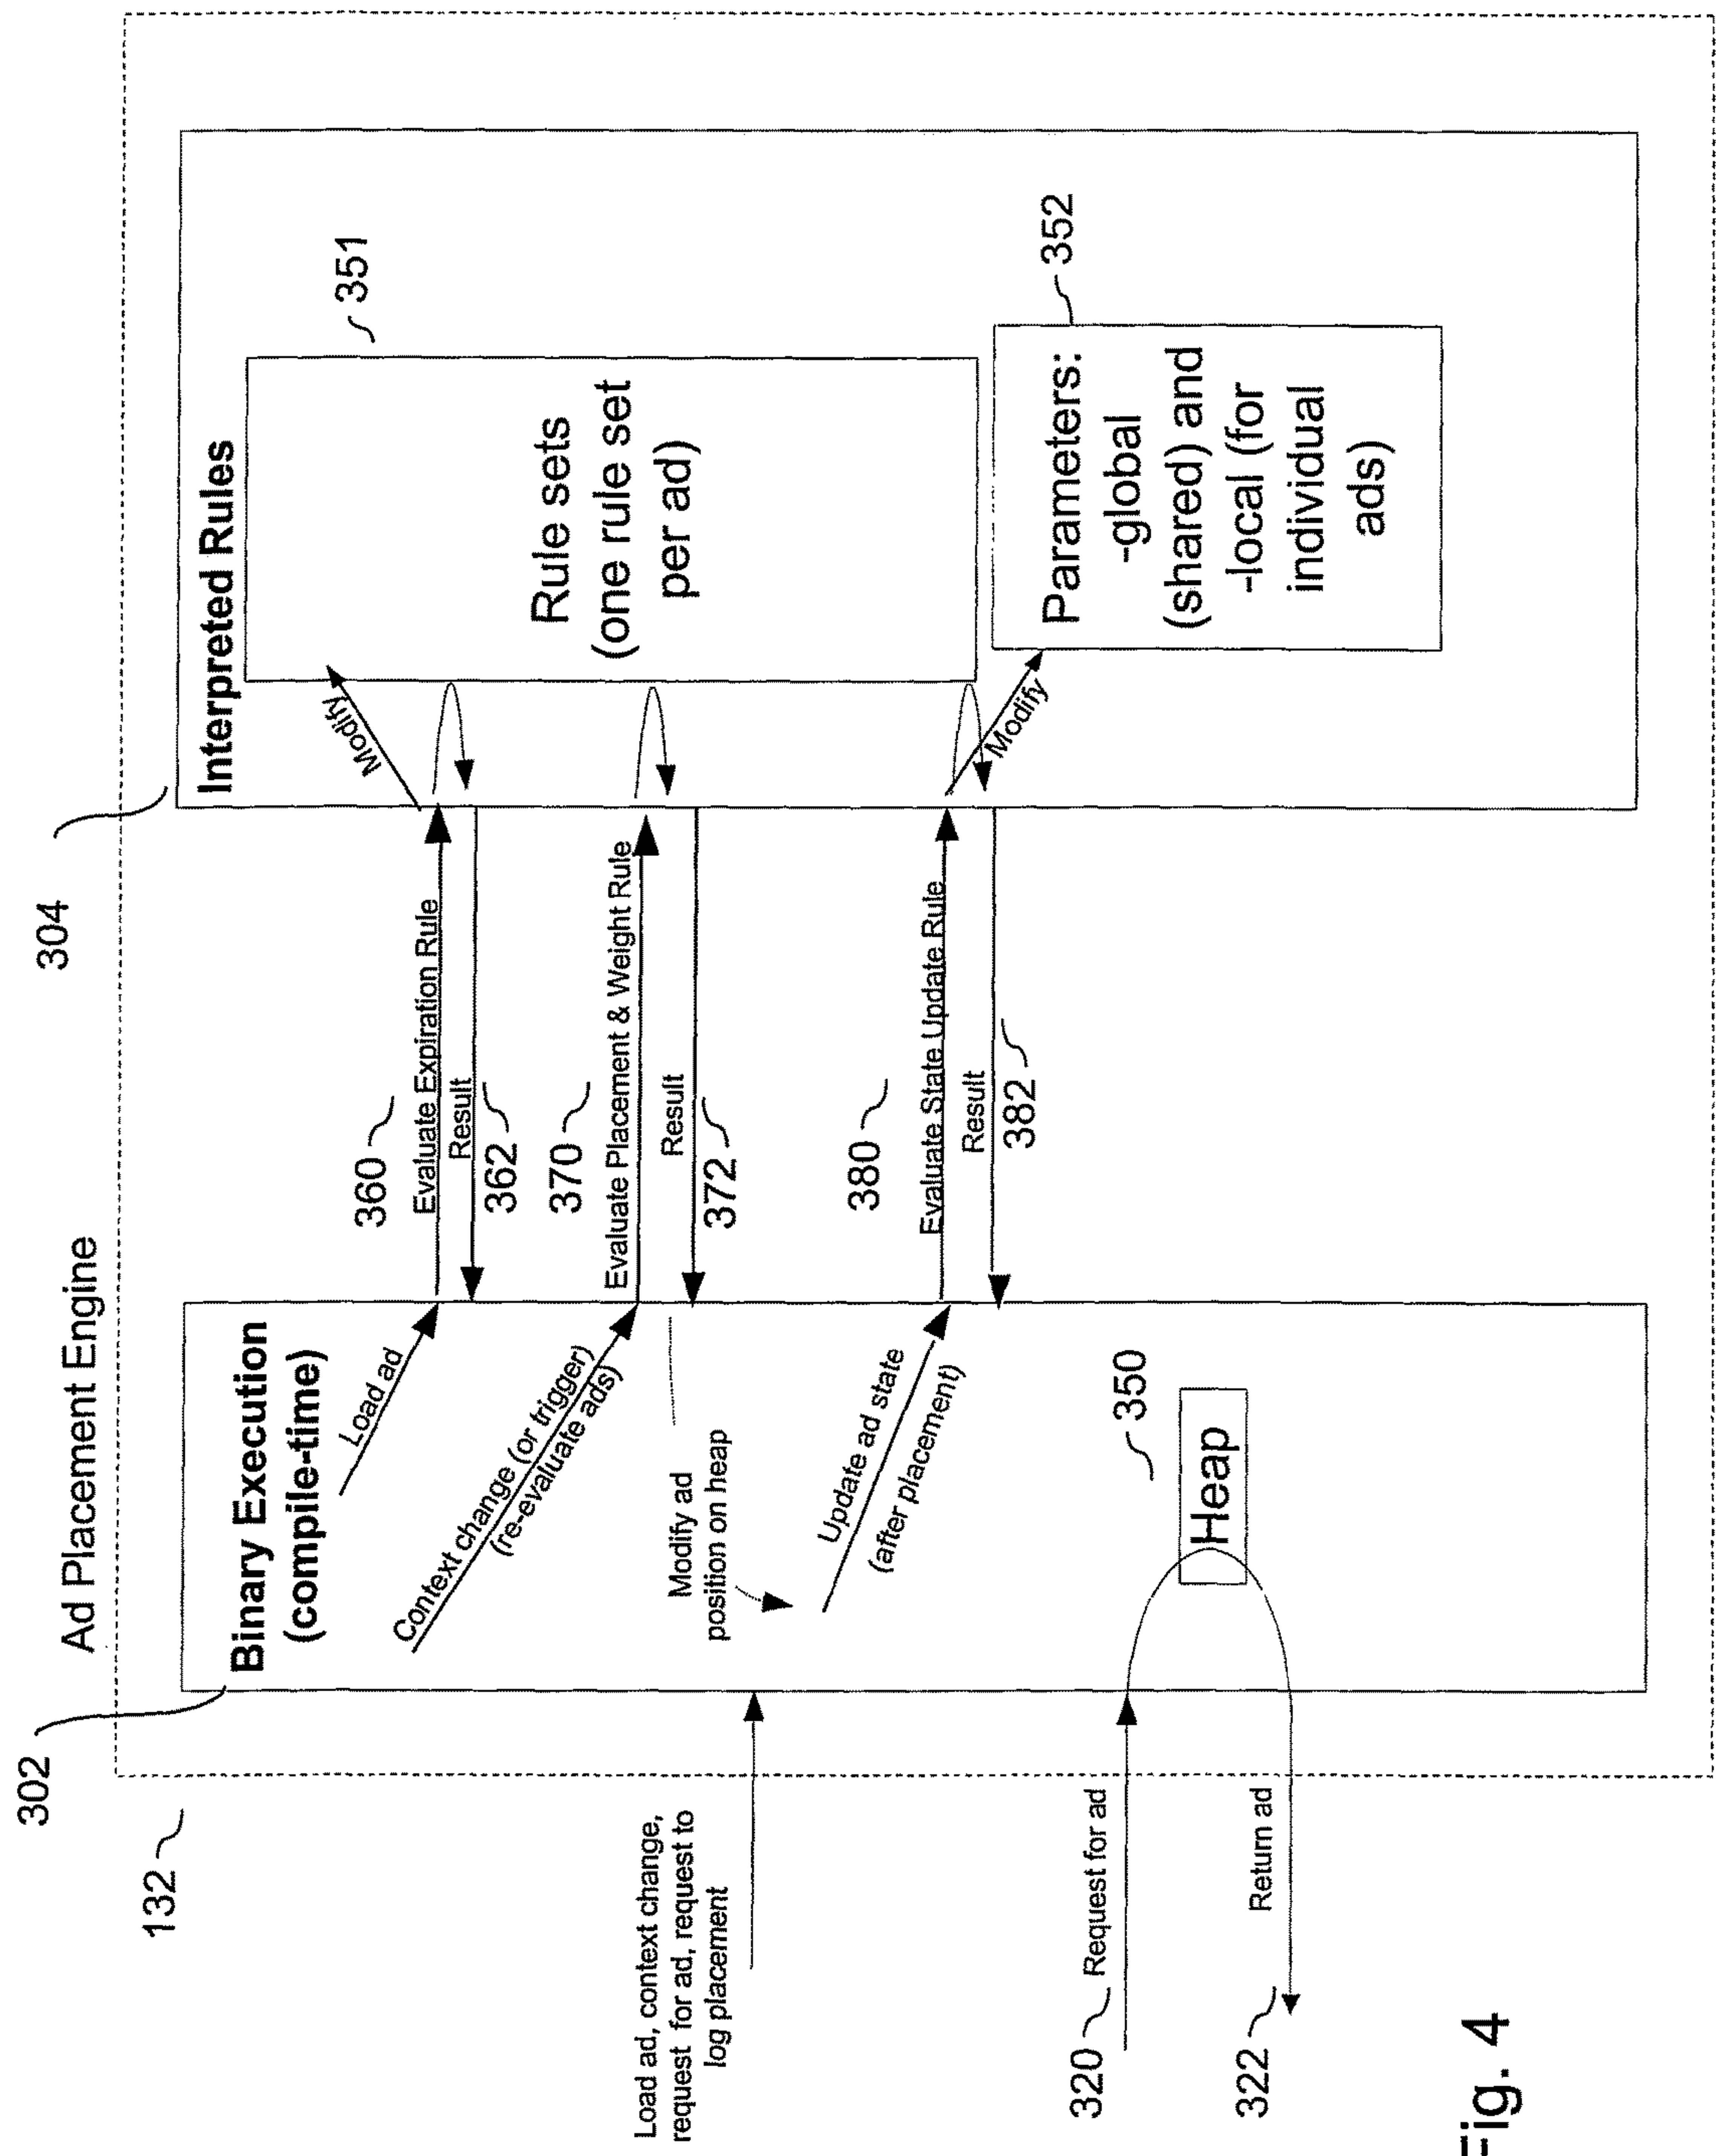 Ad Placement Engine
132
302
304
Binary Execution
(compile-time)
Load ad
Context change (or trigger)
(re-evaluate ads)
Modify ad
position on heap
Update ad state
(after placement)
350
Heap
Load ad, context change,
request for ad, request to
log placement
320
Request for ad
322
Return ad
360
Evaluate Expiration Rule
Result
362
370
Evaluate Placement & Weight Rule
Result
372
380
Evaluate State Update Rule
Result
382
Interpreted Rules
Modify
351
Rule sets
(one rule set
per ad)
Modify
352
Parameters:
-global
(shared) and
-local (for
individual
ads)
Fig. 4